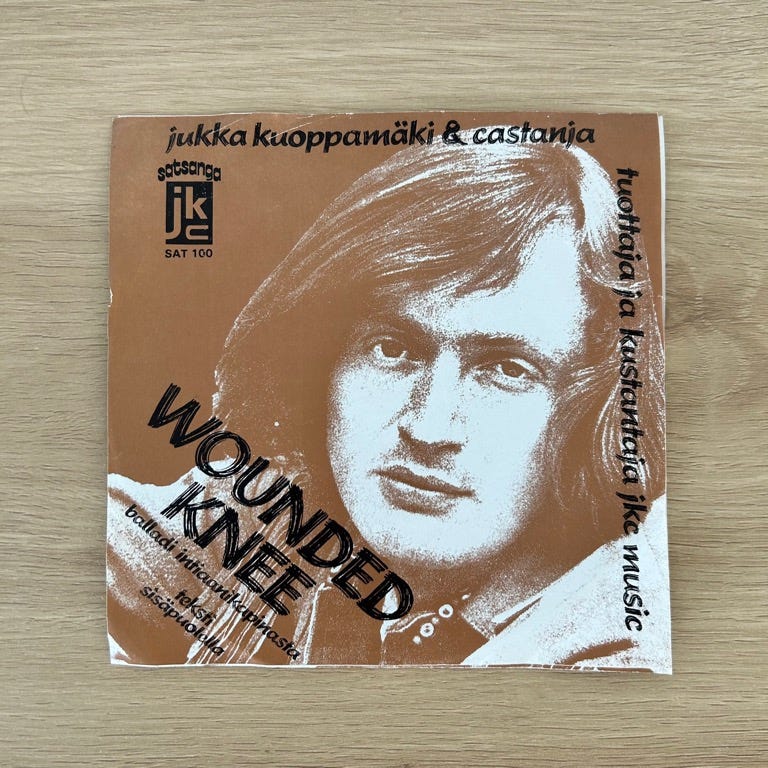 jukka kuoppamäki & castanja
satsanga
jkc
SAT 100
tuottaja ja kustantaja jkc music
WOUNDED
KNEE
balladi intiaanikapinasta
teksti
sisäpuolella